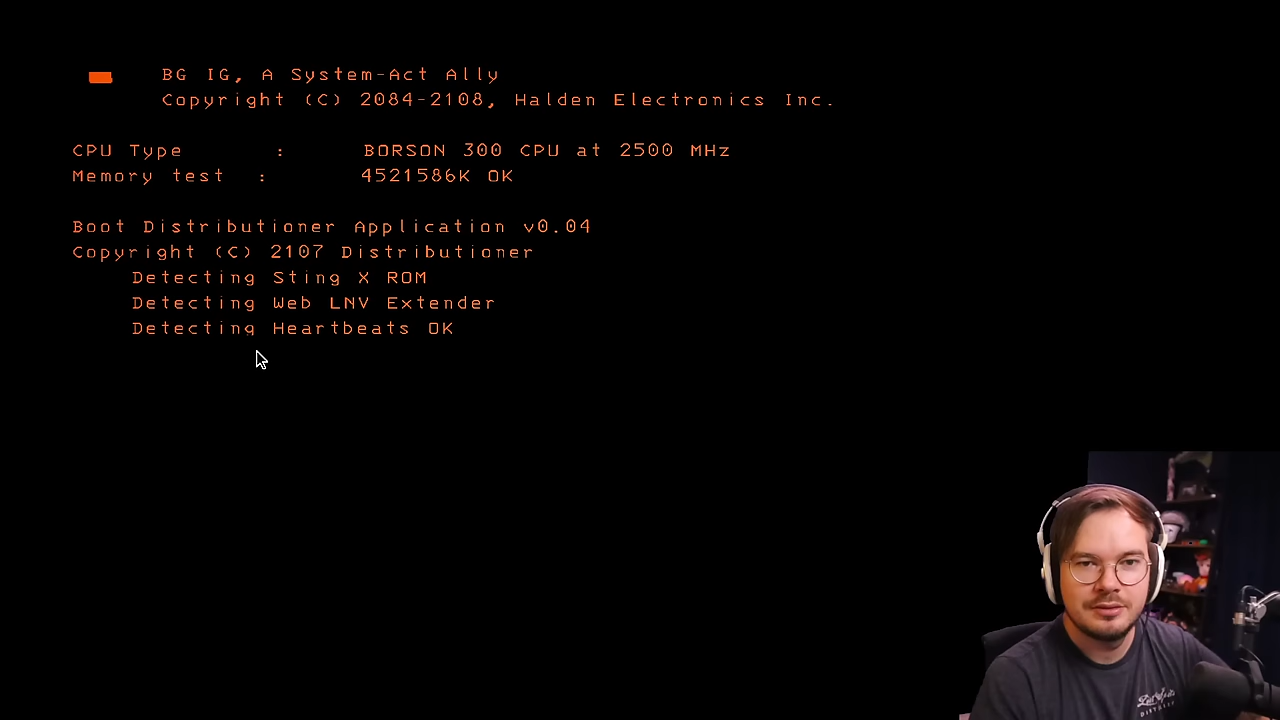 BG IG, A System-Act Ally
Copyright (C) 2084-2108, Halden Electronics Inc.
CPU Type : BORSON 300 CPU at 2500 MHz
Memory test : 4521586K OK
Boot Distributioner Application v0.04
Copyright (C) 2107 Distributioner
Detecting Sting X ROM
Detecting Web LNV Extender
Detecting Heartbeats OK